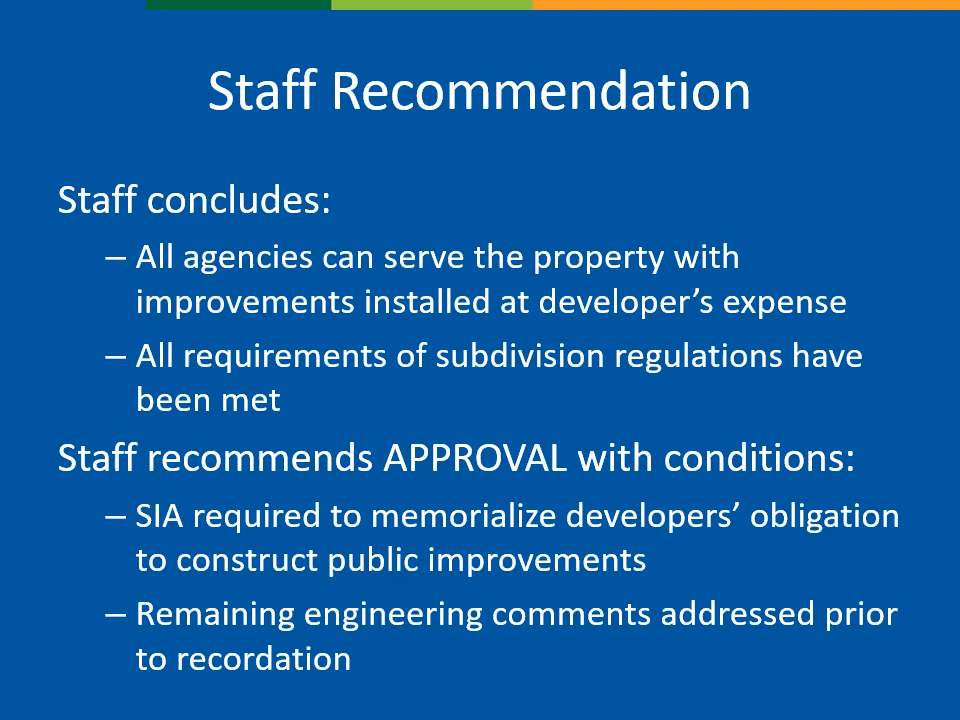 Staff Recommendation
Staff concludes:
– All agencies can serve the property with
improvements installed at developer’s expense
– All requirements of subdivision regulations have
been met
Staff recommends APPROVAL with conditions:
– SIA required to memorialize developers’ obligation
to construct public improvements
– Remaining engineering comments addressed prior
to recordation